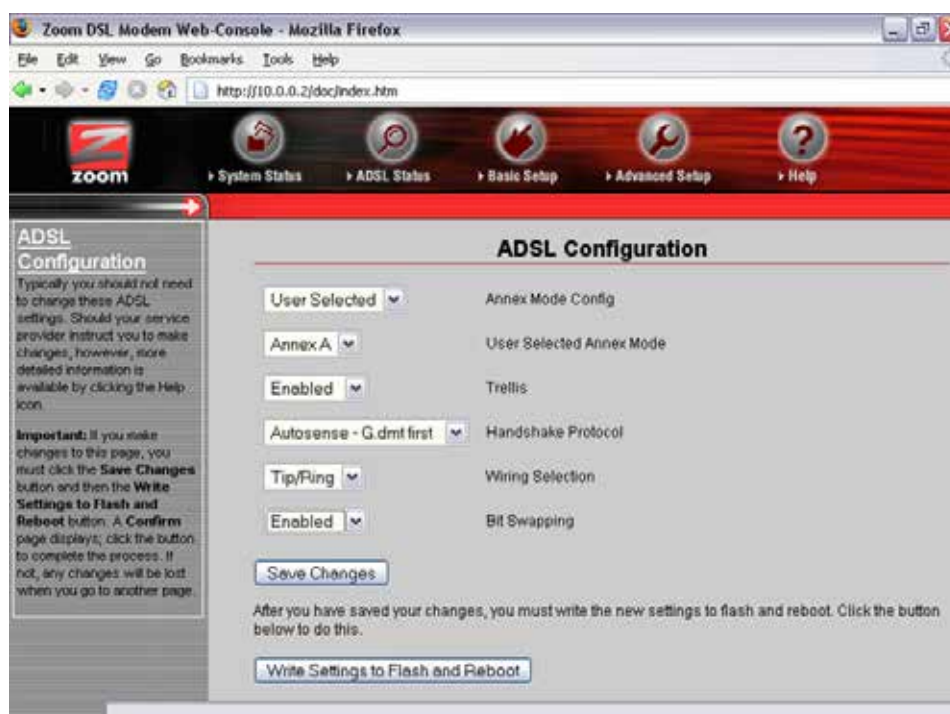 Zoom DSL Modem Web-Console - Mozilla Firefox
File Edit View Go Bookmarks Tools Help
http://10.0.0.2/doc/index.htm
zoom
System Status
ADSL Status
Basic Setup
Advanced Setup
?
Help
ADSL
Configuration
Typically you should not need
to change these ADSL
settings. Should your service
provider instruct you to make
changes, however, more
detailed information is
available by clicking the Help
icon.
Important: If you make
changes to this page, you
must click the Save Changes
button and then the Write
Settings to Flash and
Reboot button. A Confirm
page displays; click the button
to complete the process. If
not, any changes will be lost
when you go to another page.
ADSL Configuration
User Selected Annex Mode Config
Annex A User Selected Annex Mode
Enabled Trellis
Autosense - G.dmt first Handshake Protocol
Tip/Ring Wiring Selection
Enabled Bit Swapping
Save Changes
After you have saved your changes, you must write the new settings to flash and reboot. Click the button
below to do this.
Write Settings to Flash and Reboot